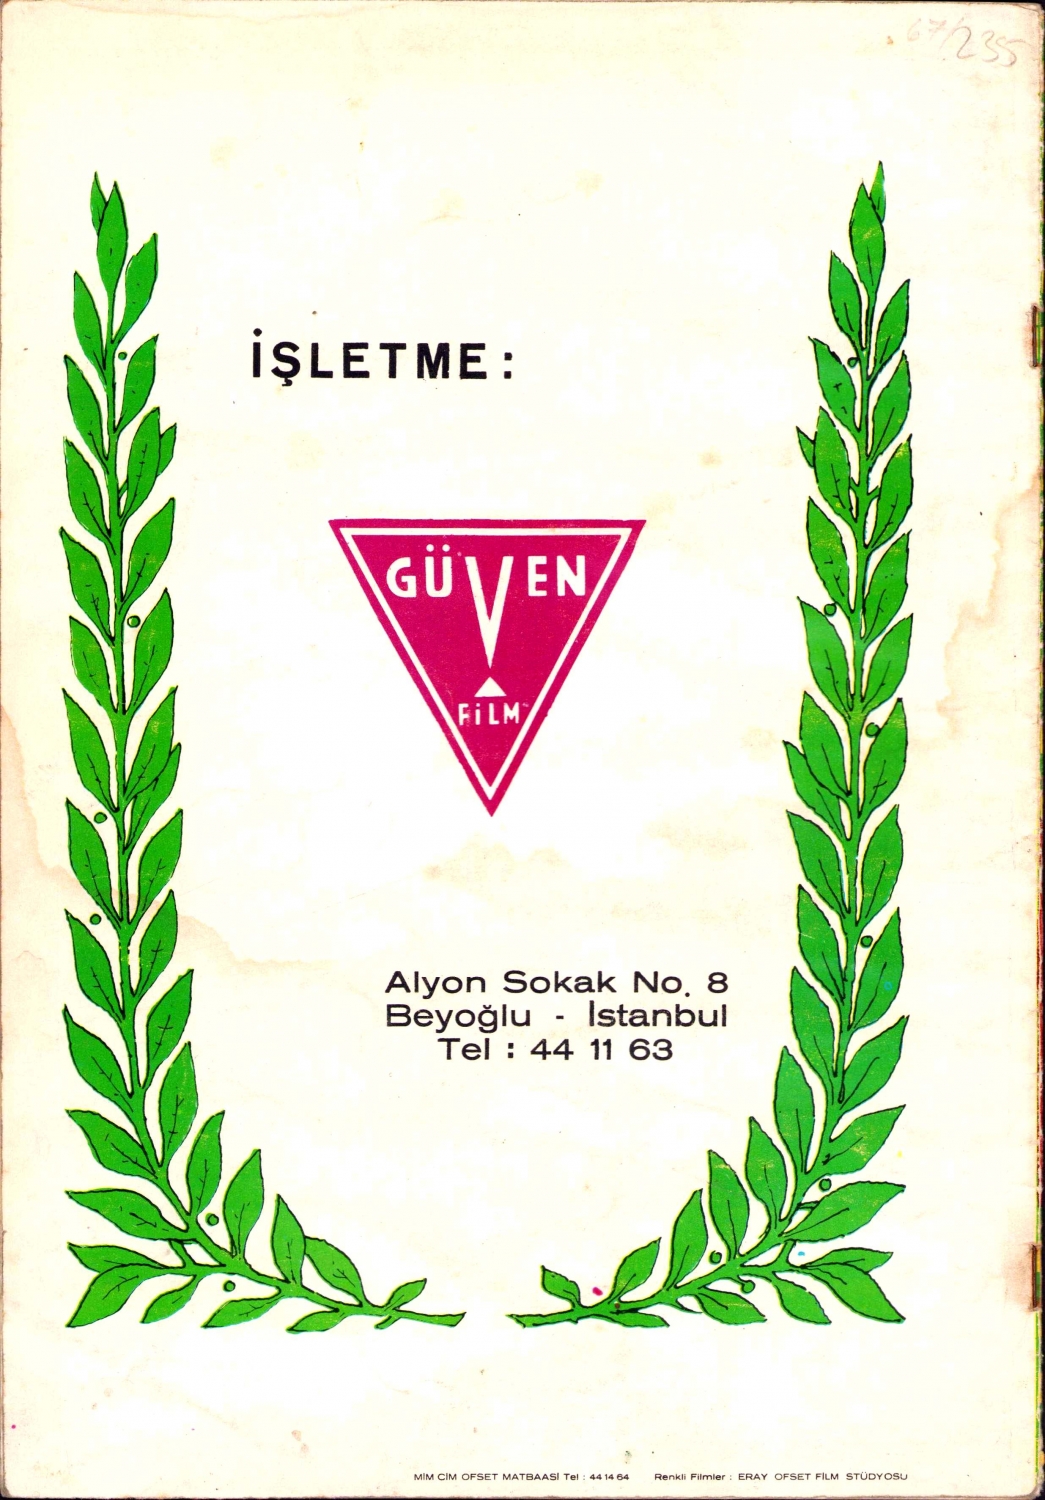 67/235
İŞLETME :
GÜVEN
FİLM
Alyon Sokak No. 8
Beyoğlu - İstanbul
Tel : 44 11 63
MİM CİM OFSET MATBAASİ Tel : 44 14 64 Renkli Filmler : ERAY OFSET FİLM STÜDYOSU